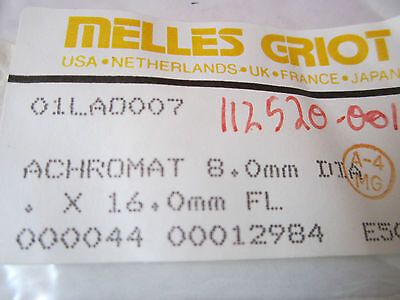 MELLES GRIOT
USA • NETHERLANDS • UK • FRANCE • JAPAN
01LAO007
112520-001
ACHROMAT 8.0mm DIA
. X 16.0mm FL
A-4
MG
000044 00012984 E50